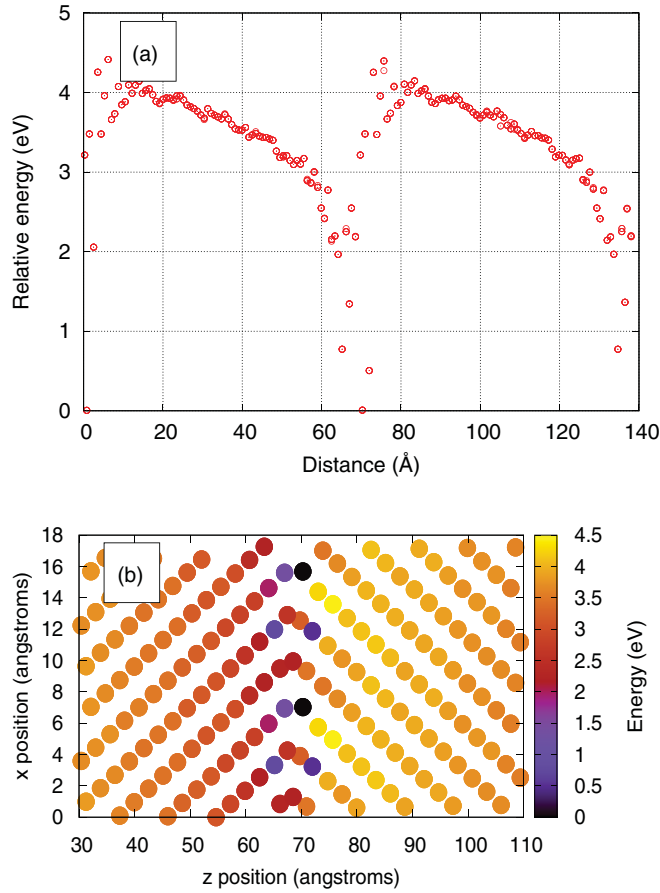 (a)
Relative energy (eV)
5
4
3
2
1
0
0 20 40 60 80 100 120 140
Distance (Å)
(b)
x position (angstroms)
18
16
14
12
10
8
6
4
2
0
30 40 50 60 70 80 90 100 110
z position (angstroms)
4.5
4
3.5
3
2.5
2
1.5
1
0.5
0
Energy (eV)